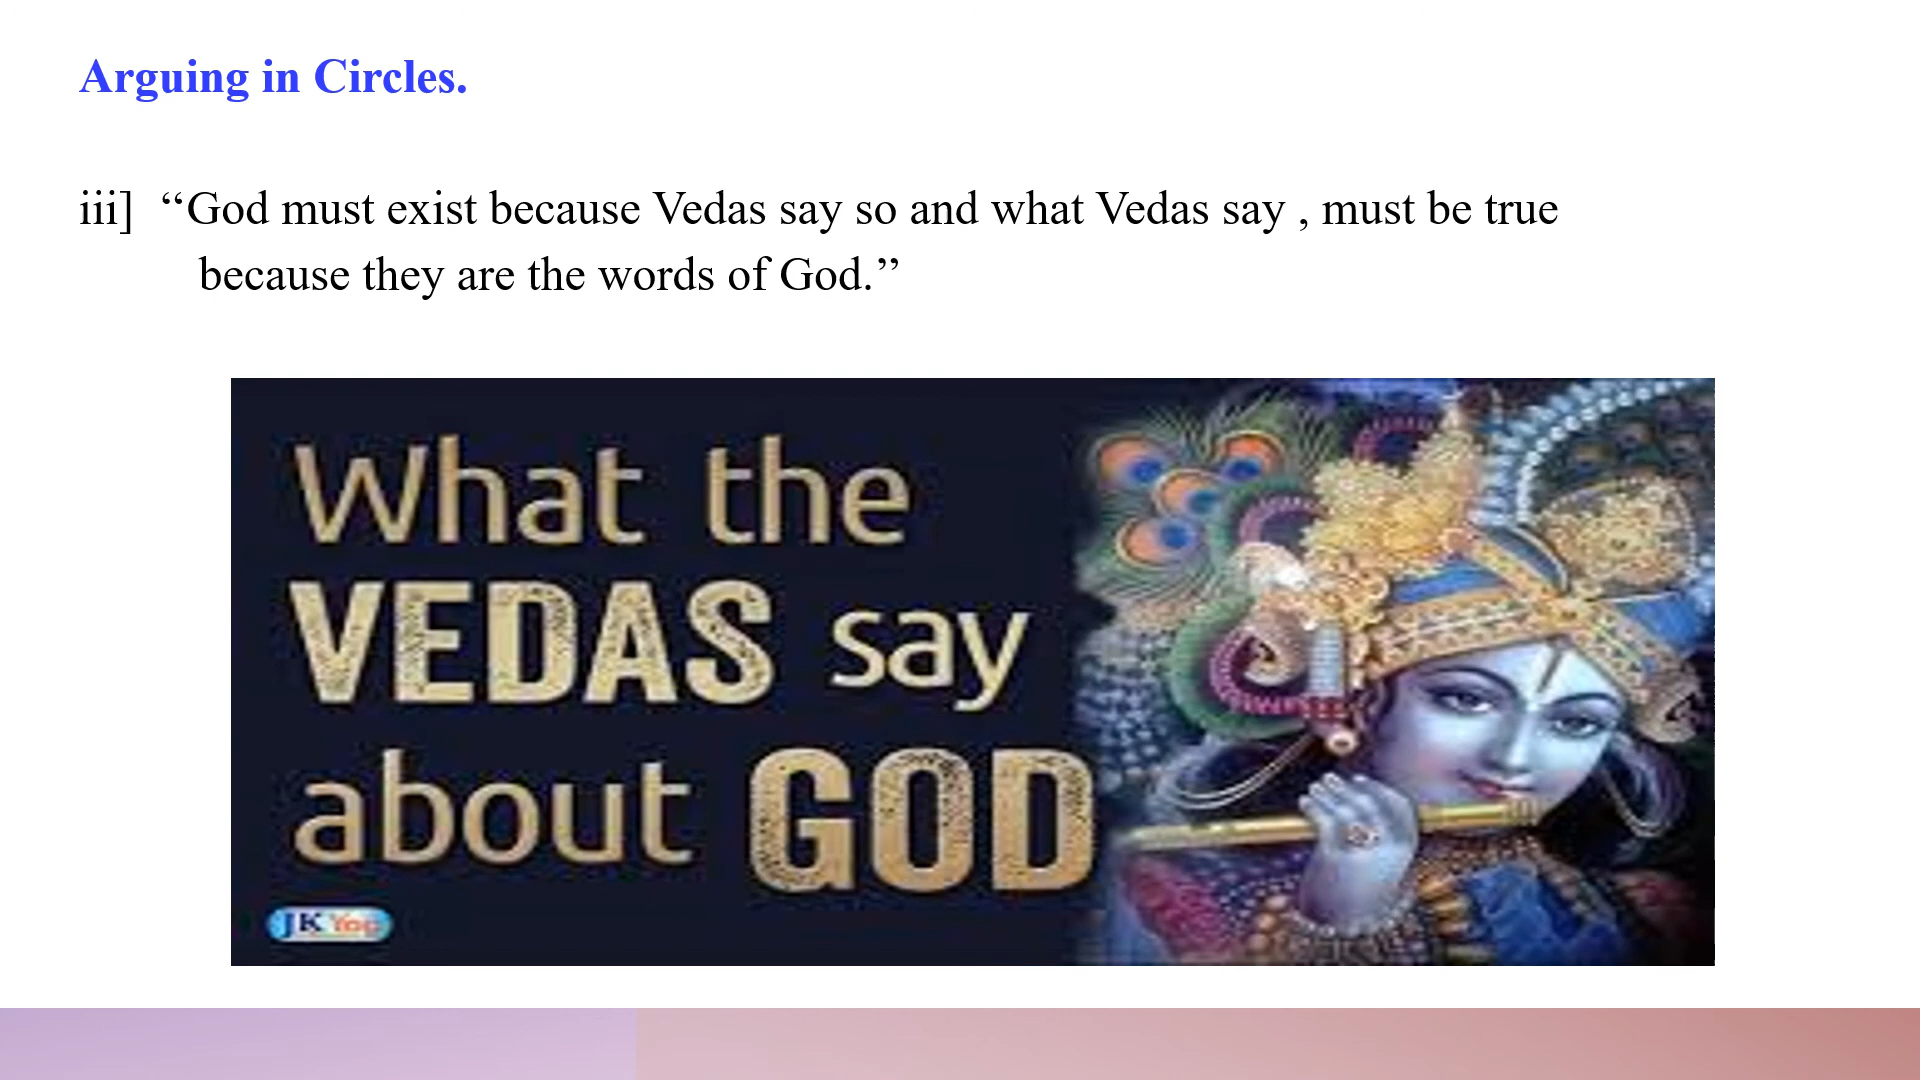 Arguing in Circles.
iii] “God must exist because Vedas say so and what Vedas say , must be true
because they are the words of God.”
What the
VEDAS say
about GOD
JK Yog